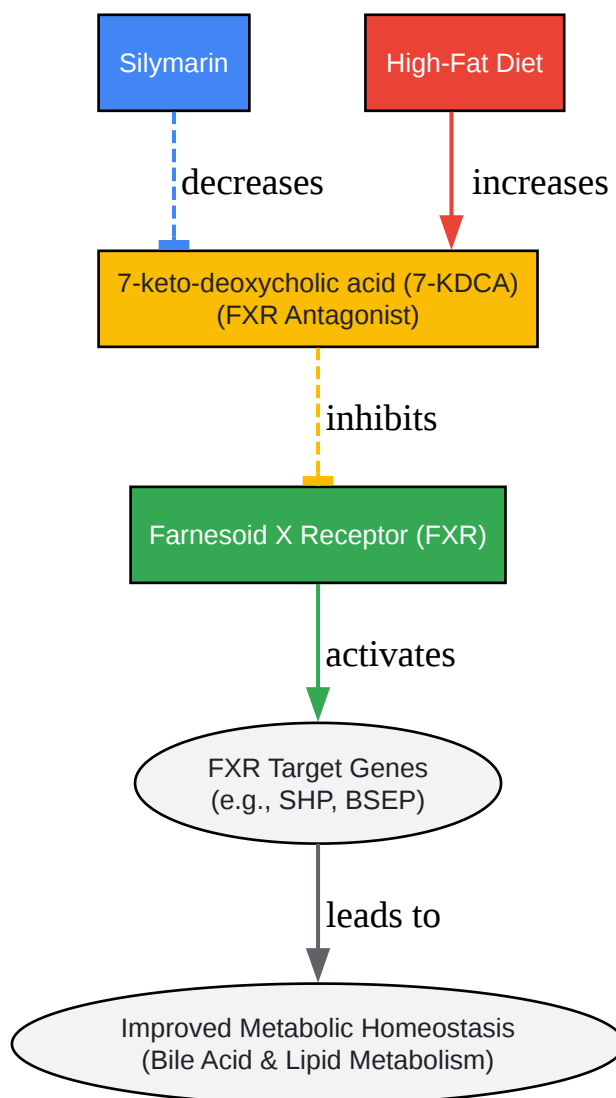 Silymarin
High-Fat Diet
decreases
increases
7-keto-deoxycholic acid (7-KDCA)
(FXR Antagonist)
inhibits
Farnesoid X Receptor (FXR)
activates
FXR Target Genes
(e.g., SHP, BSEP)
leads to
Improved Metabolic Homeostasis
(Bile Acid & Lipid Metabolism)